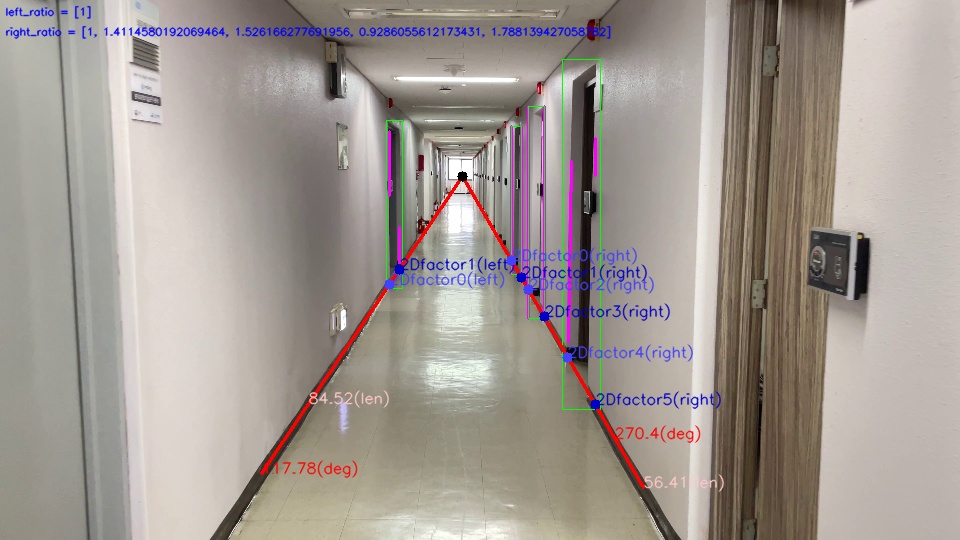 left_ratio = [1]
right_ratio = [1, 1.4114580192069464, 1.526166277691956, 0.9286055612173431, 1.788139427058782]
2Dfactor0(right)
2Dfactor1(left)
2Dfactor1(right)
2Dfactor0(left)
2Dfactor2(right)
2Dfactor3(right)
2Dfactor4(right)
84.52(len)
2Dfactor5(right)
270.4(deg)
17.78(deg)
56.41(len)